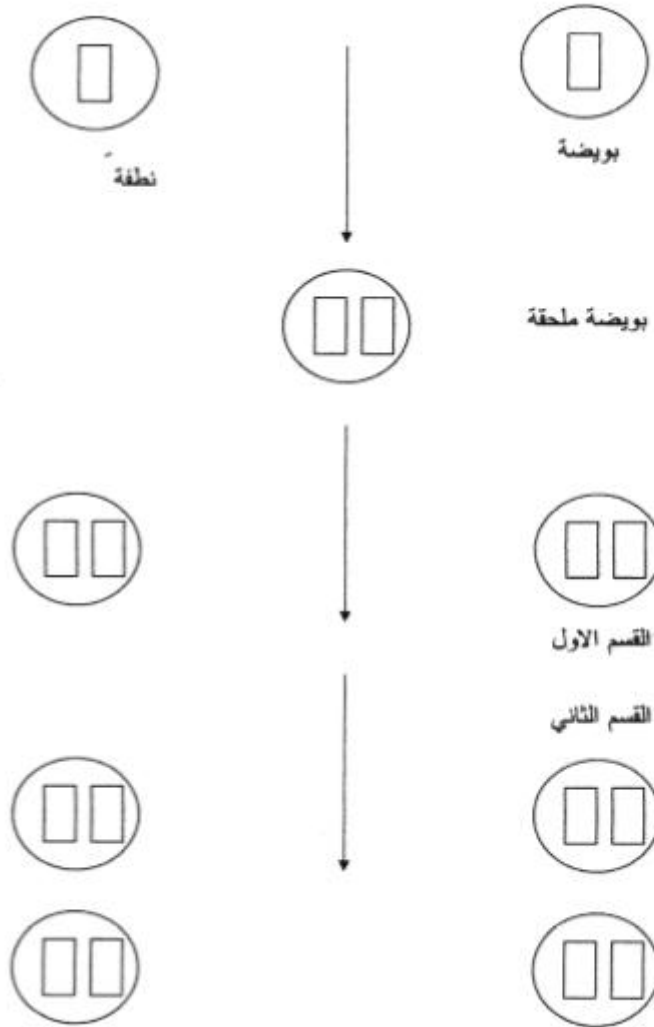 بويضة
نطفة
بويضة ملحقة
القسم الاول
القسم الثاني